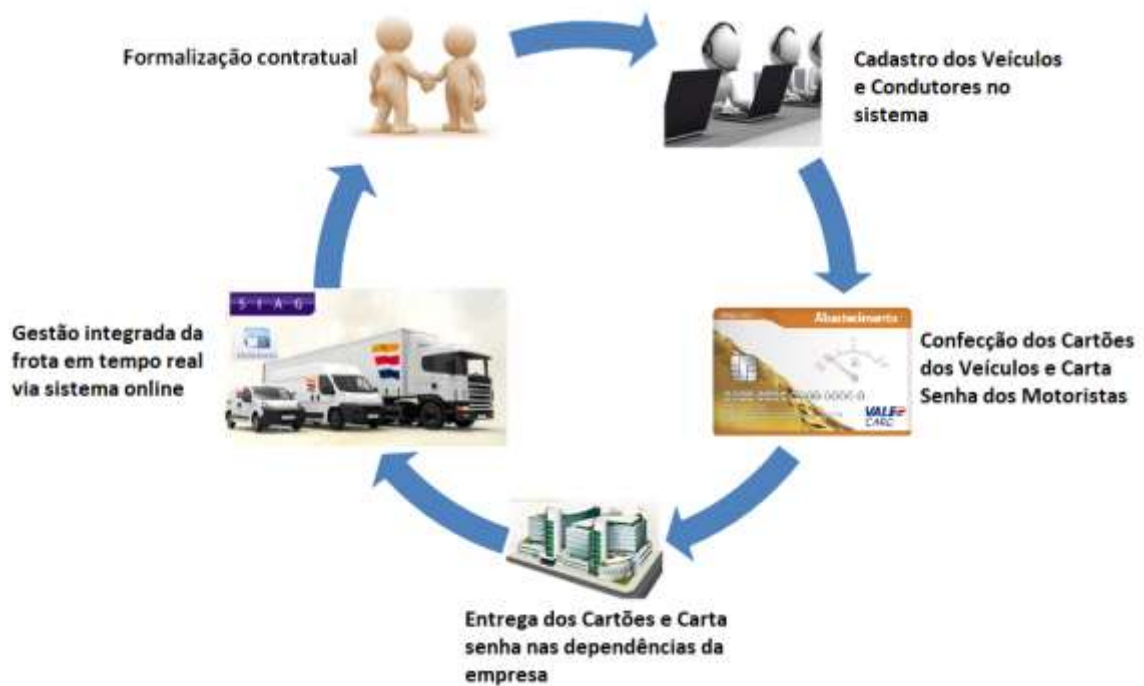 Formalização contratual
Cadastro dos Veículos
e Condutores no
sistema
SIAG
Gestão integrada da
frota em tempo real
via sistema online
Abastecimento
VALE
CARD
Confecção dos Cartões
dos Veículos e Carta
Senha dos Motoristas
Entrega dos Cartões e Carta
senha nas dependências da
empresa